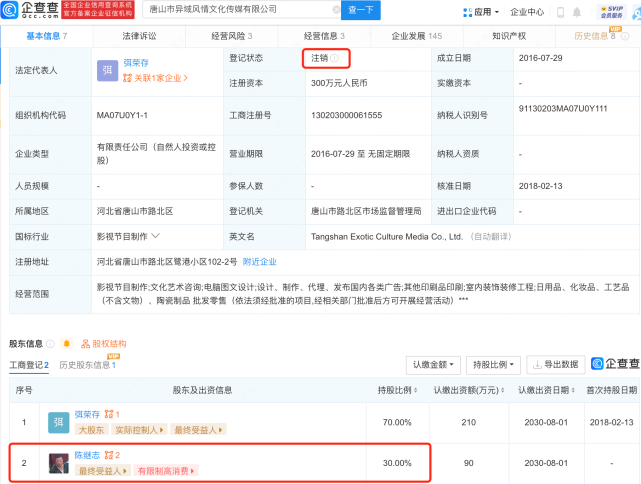 企查查
Qcc.com
全国企业信用查询系统
官方备案企业征信机构
唐山市异域风情文化传媒有限公司
查一下
应用
企业中心
SVIP
会员服务
基本信息 7
法律诉讼
经营风险 3
经营信息 3
企业发展 145
知识产权
历史信息 8
VIP
法定代表人
弭
弭荣存
关联1家企业
登记状态
注销
成立日期
2016-07-29
注册资本
300万元人民币
实缴资本
-
组织机构代码
MA07U0Y1-1
工商注册号
130203000061555
纳税人识别号
91130203MA07U0Y111
企业类型
有限责任公司（自然人投资或控
股）
营业期限
2016-07-29 至 无固定期限
纳税人资质
-
人员规模
-
参保人数
-
核准日期
2018-02-13
所属地区
河北省唐山市路北区
登记机关
唐山市路北区市场监督管理局
进出口企业代码
-
国标行业
影视节目制作
英文名
Tangshan Exotic Culture Media Co., Ltd.（自动翻译）
注册地址
河北省唐山市路北区鹭港小区102-2号 附近企业
经营范围
影视节目制作;文化艺术咨询;电脑图文设计;设计、制作、代理、发布国内各类广告;其他印刷品印刷;室内装饰装修工程;日用品、化妆品、工艺品
（不含文物）、陶瓷制品 批发零售（依法须经批准的项目,经相关部门批准后方可开展经营活动）***
股东信息
股权结构
工商登记2
历史股东信息 1
VIP
认缴金额
持股比例
导出数据
企查查
序号
股东及出资信息
持股比例
认缴出资额(万元)
认缴出资日期
首次持股日期
1
弭
弭荣存 1
大股东
实际控制人
最终受益人
70.00%
210
2030-08-01
2018-02-13
2
陈继志 2
最终受益人
有限制高消费
30.00%
90
2030-08-01
-